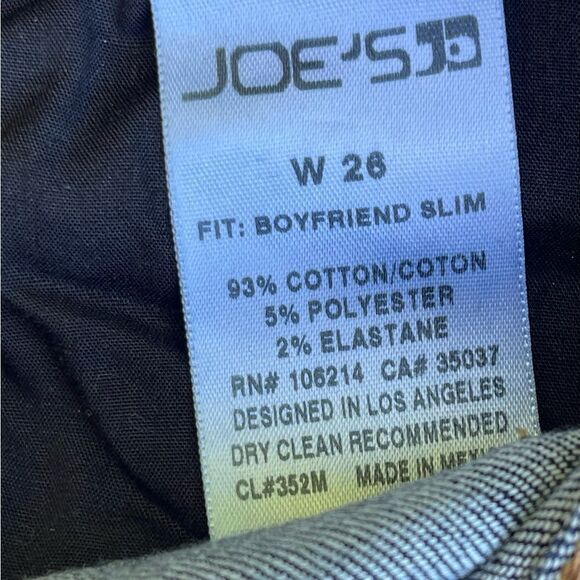 JOE'S
W 26
FIT: BOYFRIEND SLIM
93% COTTON/COTON
5% POLYESTER
2% ELASTANE
RN# 106214 CA# 35037
DESIGNED IN LOS ANGELES
DRY CLEAN RECOMMENDED
CL#352M MADE IN